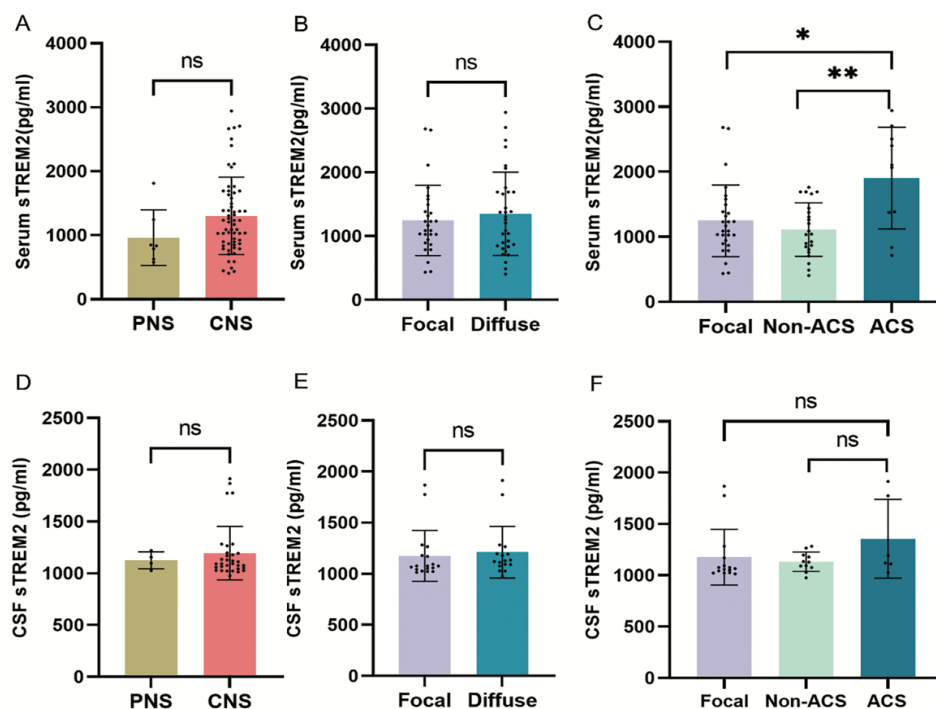 A
Serum sTREM2(pg/ml)
4000
3000
2000
1000
0
ns
PNS CNS
B
Serum sTREM2(pg/ml)
4000
3000
2000
1000
0
ns
Focal Diffuse
C
Serum sTREM2(pg/ml)
4000
3000
2000
1000
0
*
**
Focal Non-ACS ACS
D
CSF sTREM2 (pg/ml)
2500
2000
1500
1000
500
0
ns
PNS CNS
E
CSF sTREM2 (pg/ml)
2500
2000
1500
1000
500
0
ns
Focal Diffuse
F
CSF sTREM2 (pg/ml)
2500
2000
1500
1000
500
0
ns
ns
Focal Non-ACS ACS